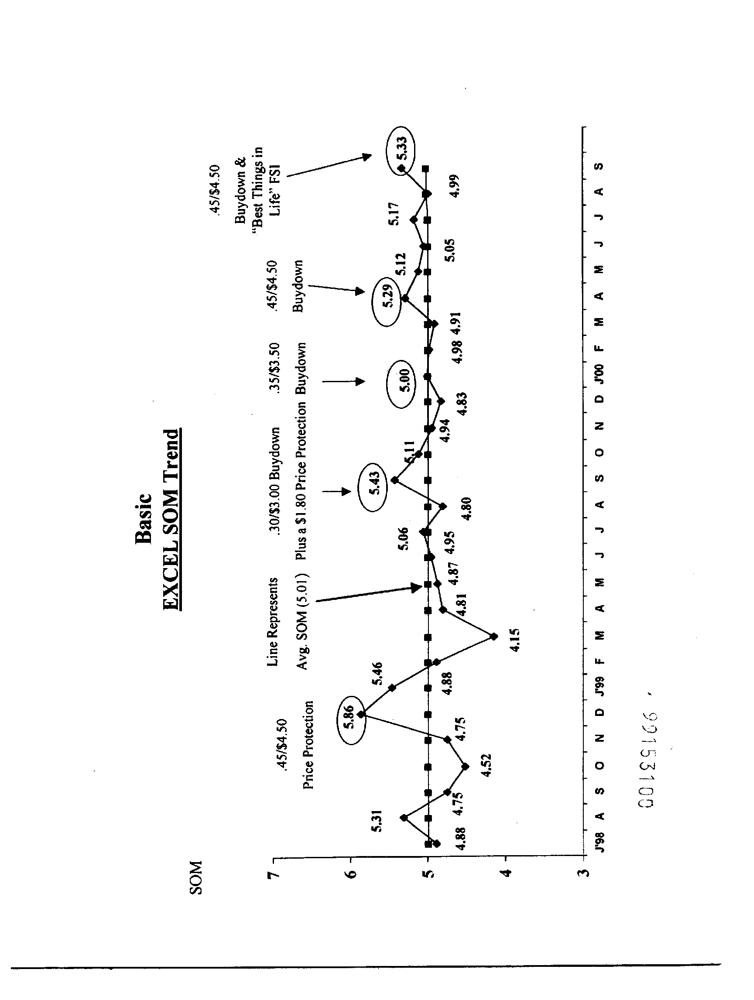 Basic
EXCEL SOM Trend
SOM
.45/$4.50
Price Protection
Line Represents
Avg. SOM (5.01)
.30/$3.00 Buydown
Plus a $1.80 Price Protection
.35/$3.50
Buydown
.45/$4.50
Buydown
.45/$4.50
Buydown &
"Best Things in
Life" FSI
7
6
5
4
3
4.88
5.31
4.75
4.52
4.75
5.86
5.46
4.88
4.15
4.81
4.87
4.95
5.06
4.80
5.43
5.11
4.94
4.83
5.00
4.98
4.91
5.29
5.12
5.05
5.17
4.99
5.33
J'98 A S O N D J'99 F M A M J J A S O N D J'00 F M A M J J A S